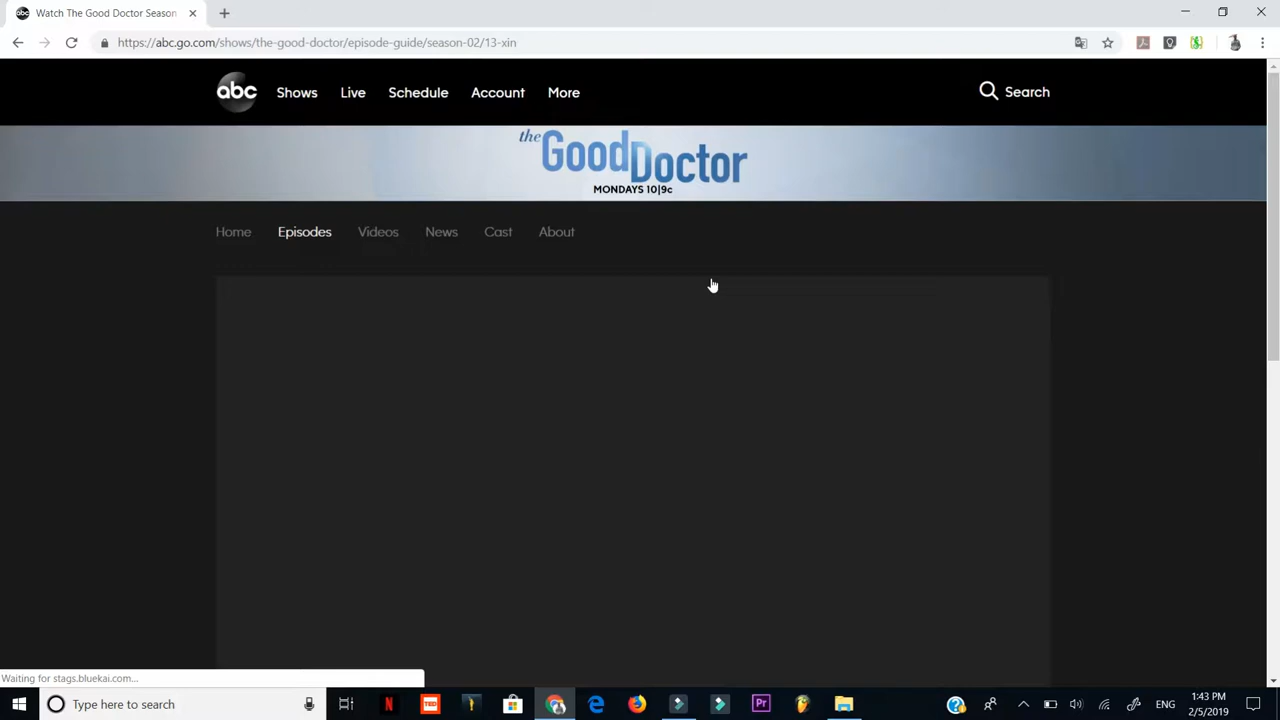 Watch The Good Doctor Season
https://abc.go.com/shows/the-good-doctor/episode-guide/season-02/13-xin
abc Shows Live Schedule Account More Search
the Good Doctor
MONDAYS 10|9c
Home Episodes Videos News Cast About
Waiting for stags.bluekai.com...
Type here to search
N TED Pr ENG 1:43 PM
2/5/2019